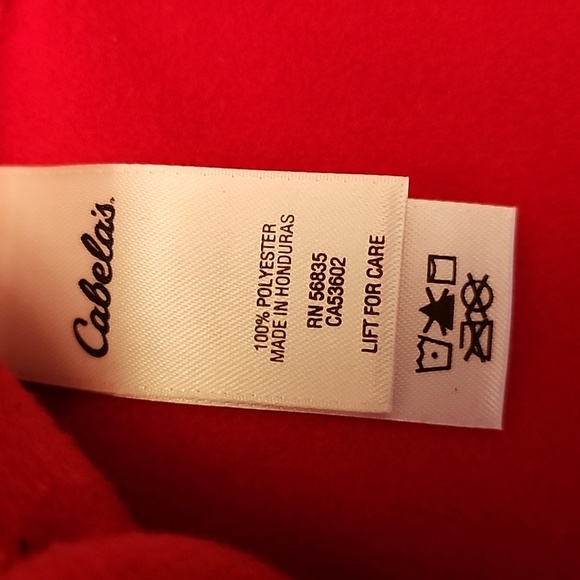 Cabela's.
100% POLYESTER
MADE IN HONDURAS
RN 56835
CA53602
LIFT FOR CARE